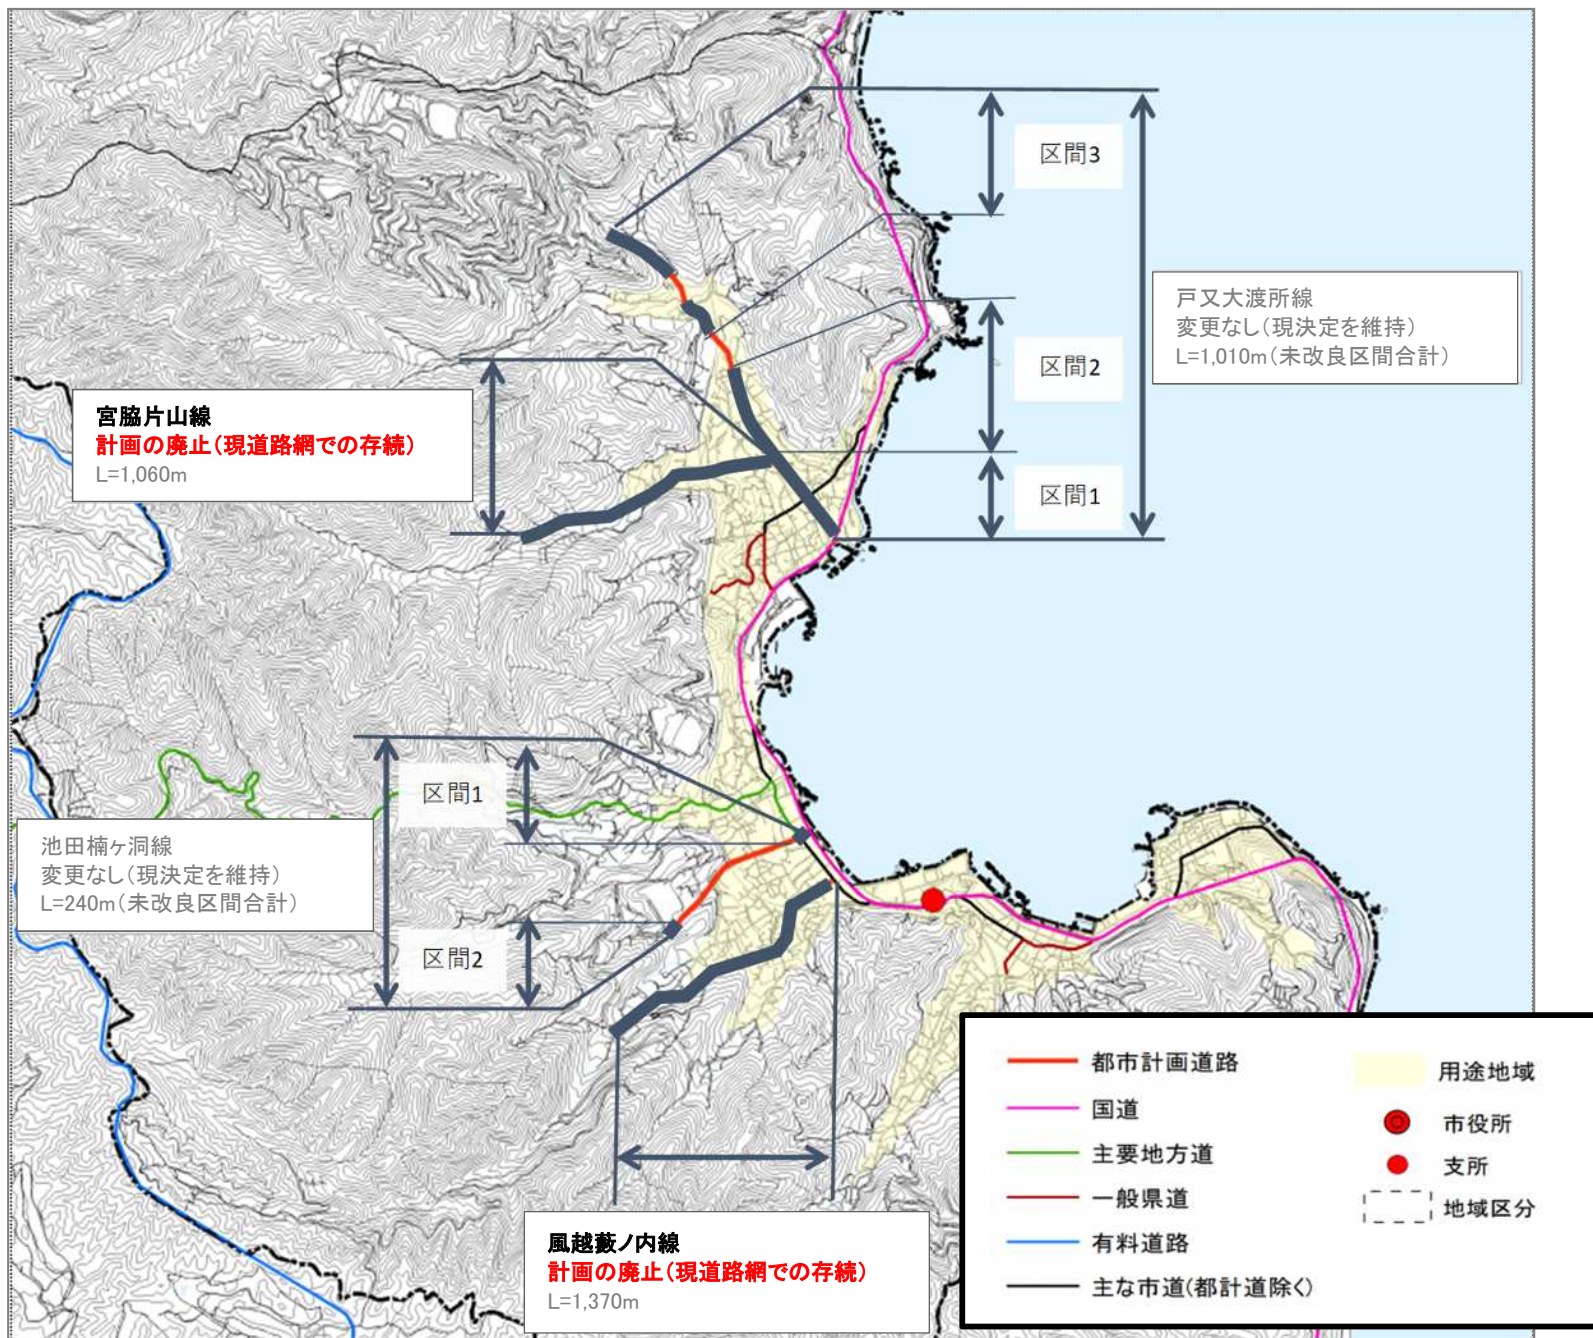 区間3
戸又大渡所線
変更なし(現決定を維持)
L=1,010m(未改良区間合計)
区間2
宮脇片山線
計画の廃止(現道路網での存続)
L=1,060m
区間1
区間1
池田楠ヶ洞線
変更なし(現決定を維持)
L=240m(未改良区間合計)
区間2
風越藪ノ内線
計画の廃止(現道路網での存続)
L=1,370m
都市計画道路
国道
主要地方道
一般県道
有料道路
主な市道(都計道除く)
用途地域
市役所
支所
地域区分